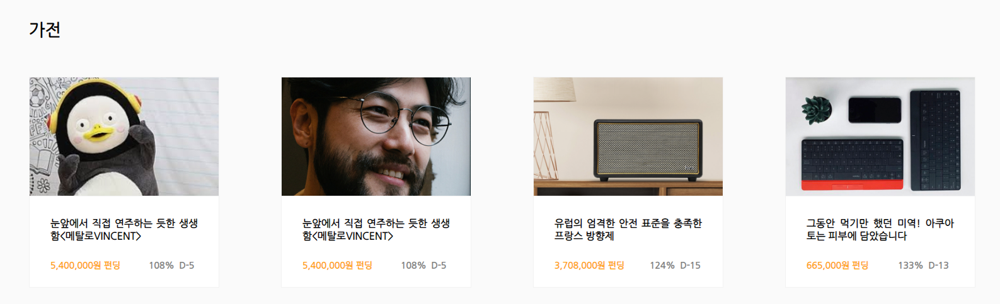 가전
눈앞에서 직접 연주하는 듯한 생생
함<메탈로VINCENT>
5,400,000원 펀딩 108% D-5
눈앞에서 직접 연주하는 듯한 생생
함<메탈로VINCENT>
5,400,000원 펀딩 108% D-5
유럽의 엄격한 안전 표준을 충족한
프랑스 방향제
3,708,000원 펀딩 124% D-15
그동안 먹기만 했던 미역! 아쿠아
토는 피부에 담았습니다
665,000원 펀딩 133% D-13